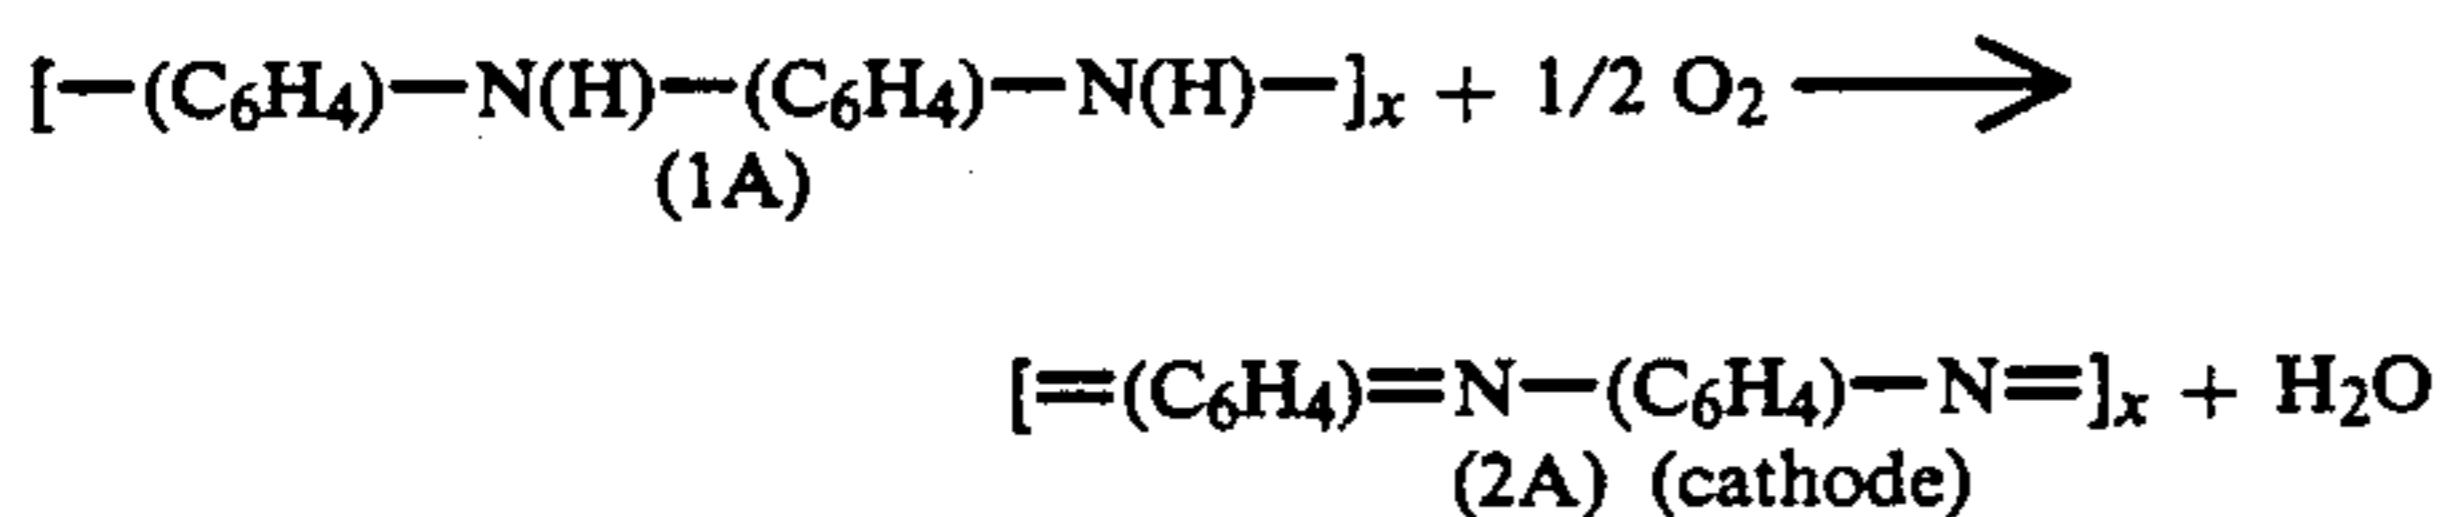 [—(C₆H₄)—N(H)—(C₆H₄)—N(H)—]ₓ + 1/2 O₂ ⟶
(1A)
[=(C₆H₄)=N—(C₆H₄)—N=]ₓ + H₂O
(2A) (cathode)